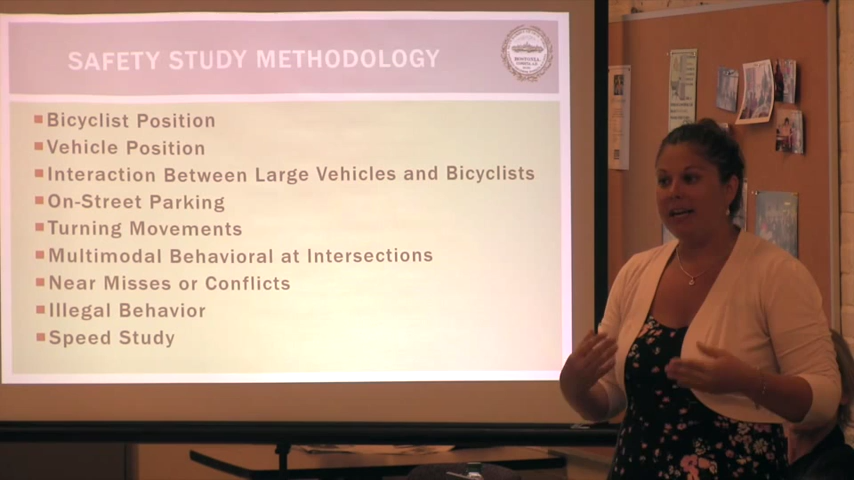 SAFETY STUDY METHODOLOGY
Bicyclist Position
Vehicle Position
Interaction Between Large Vehicles and Bicyclists
On-Street Parking
Turning Movements
Multimodal Behavioral at Intersections
Near Misses or Conflicts
Illegal Behavior
Speed Study